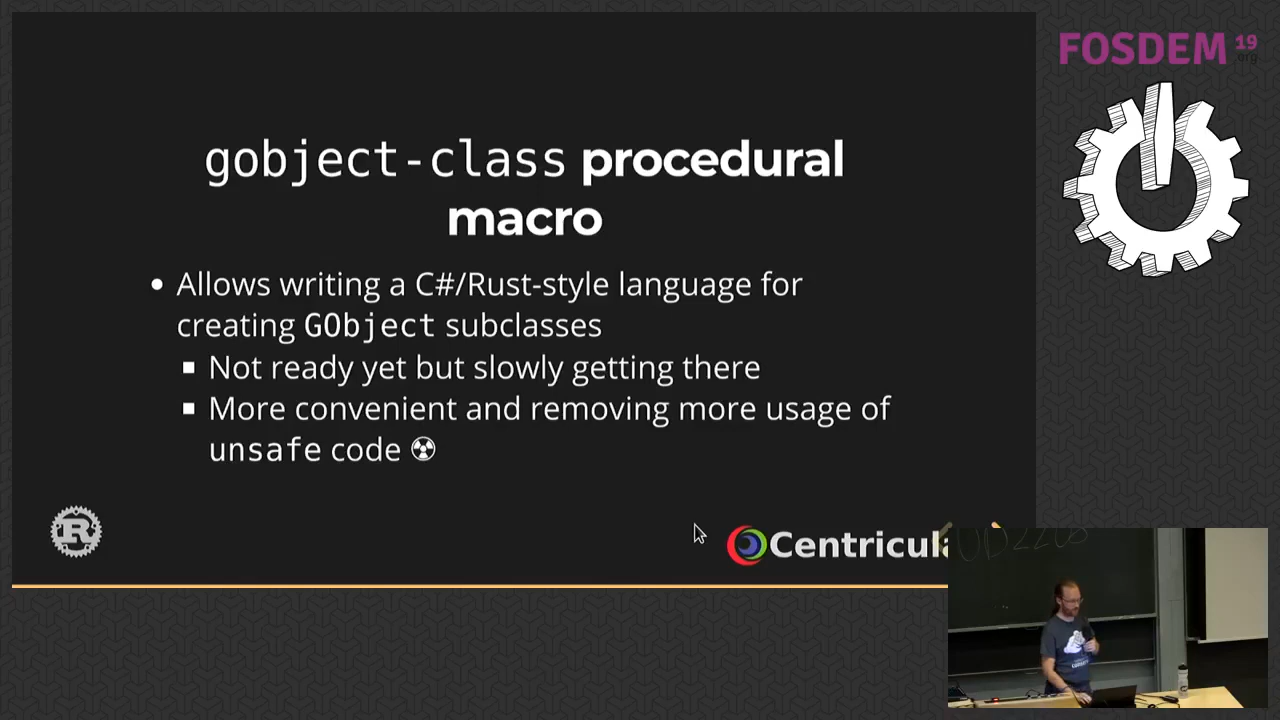 FOSDEM 19
.org
gobject-class procedural
macro
• Allows writing a C#/Rust-style language for
creating GObject subclasses
▪ Not ready yet but slowly getting there
▪ More convenient and removing more usage of
unsafe code ☢
R
Centricula